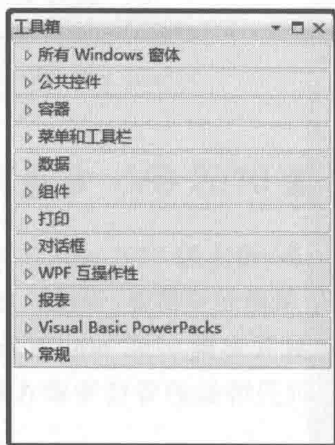 工具箱
所有 Windows 窗体
公共控件
容器
菜单和工具栏
数据
组件
打印
对话框
WPF 互操作性
报表
Visual Basic PowerPacks
常规